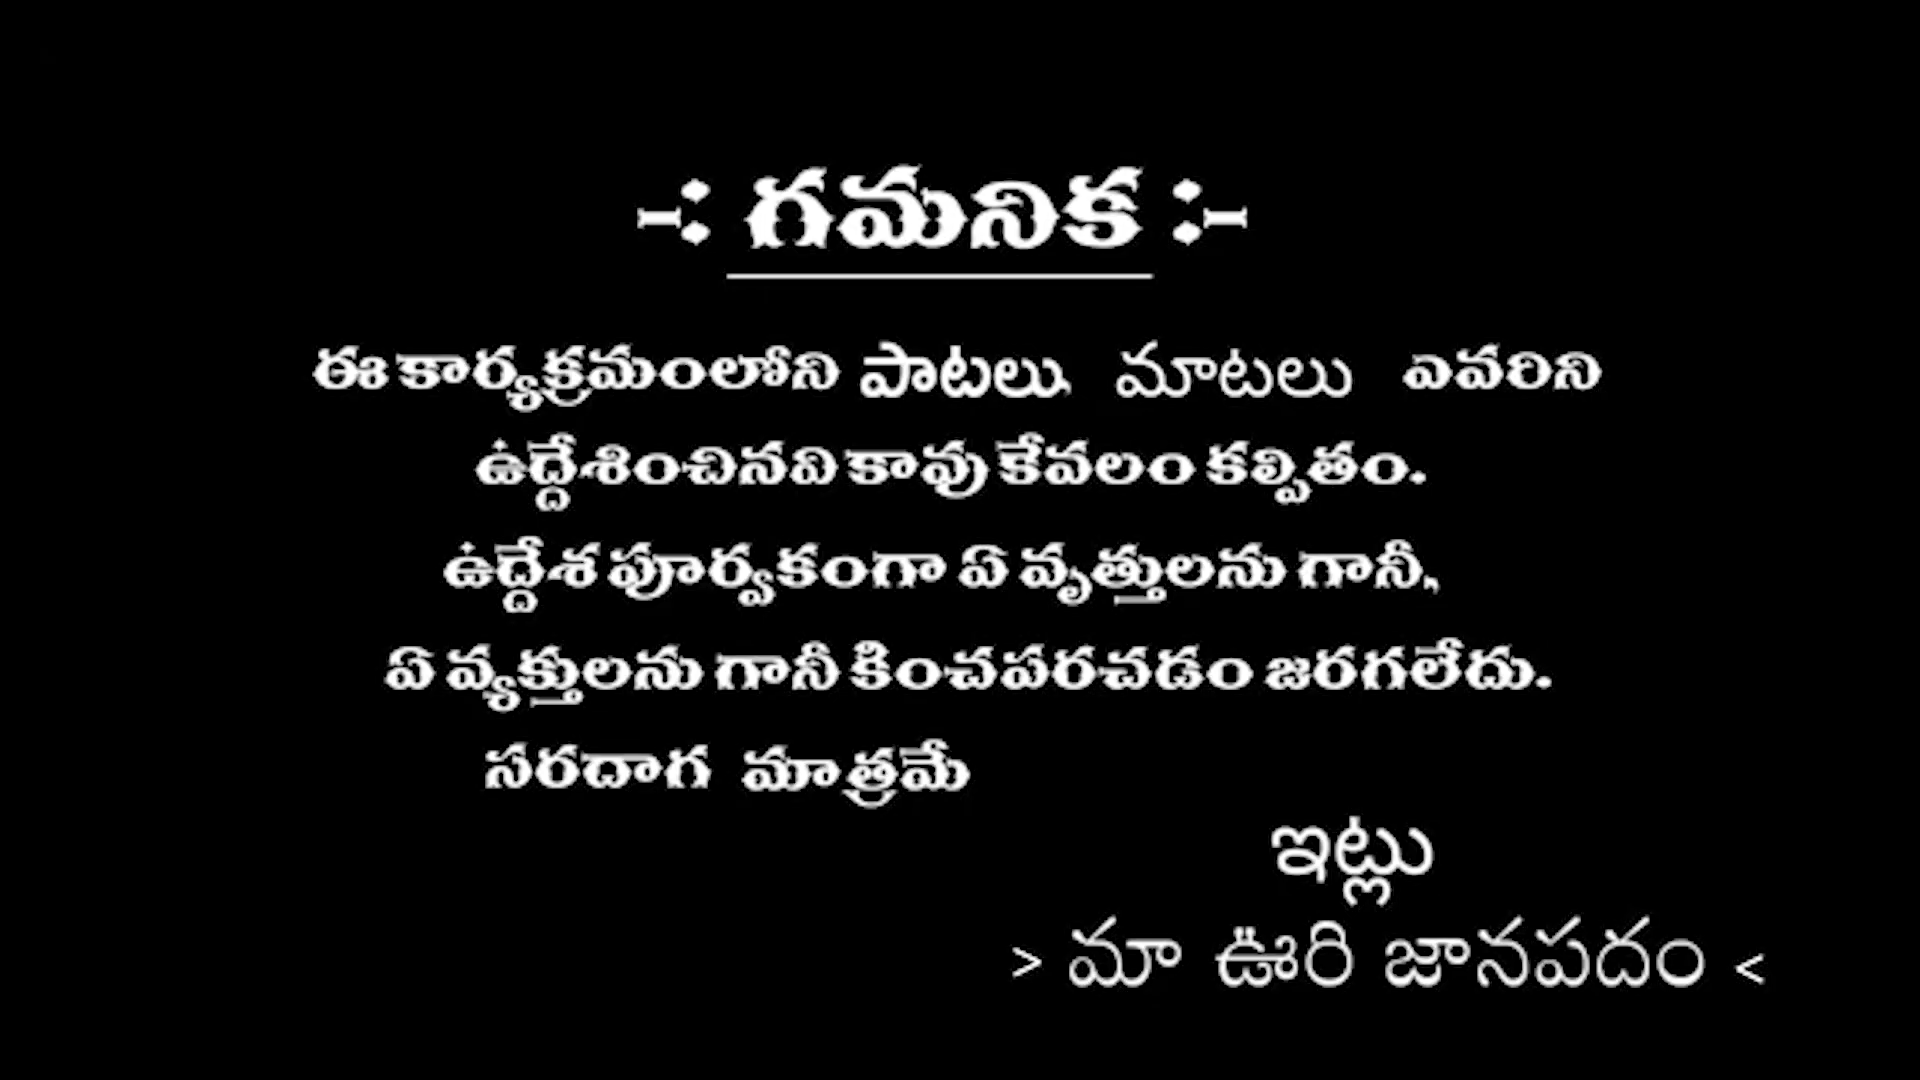 -: గమనిక :-
ఈ కార్యక్రమంలోని పాటలు, మాటలు ఎవరిని
ఉద్దేశించినవి కావు కేవలం కల్పితం.
ఉద్దేశ పూర్వకంగా ఏ వృత్తులను గానీ,
ఏ వ్యక్తులను గానీ కించపరచడం జరగలేదు.
సరదాగ మాత్రమే
ఇట్లు
> మా ఊరి జానపదం <